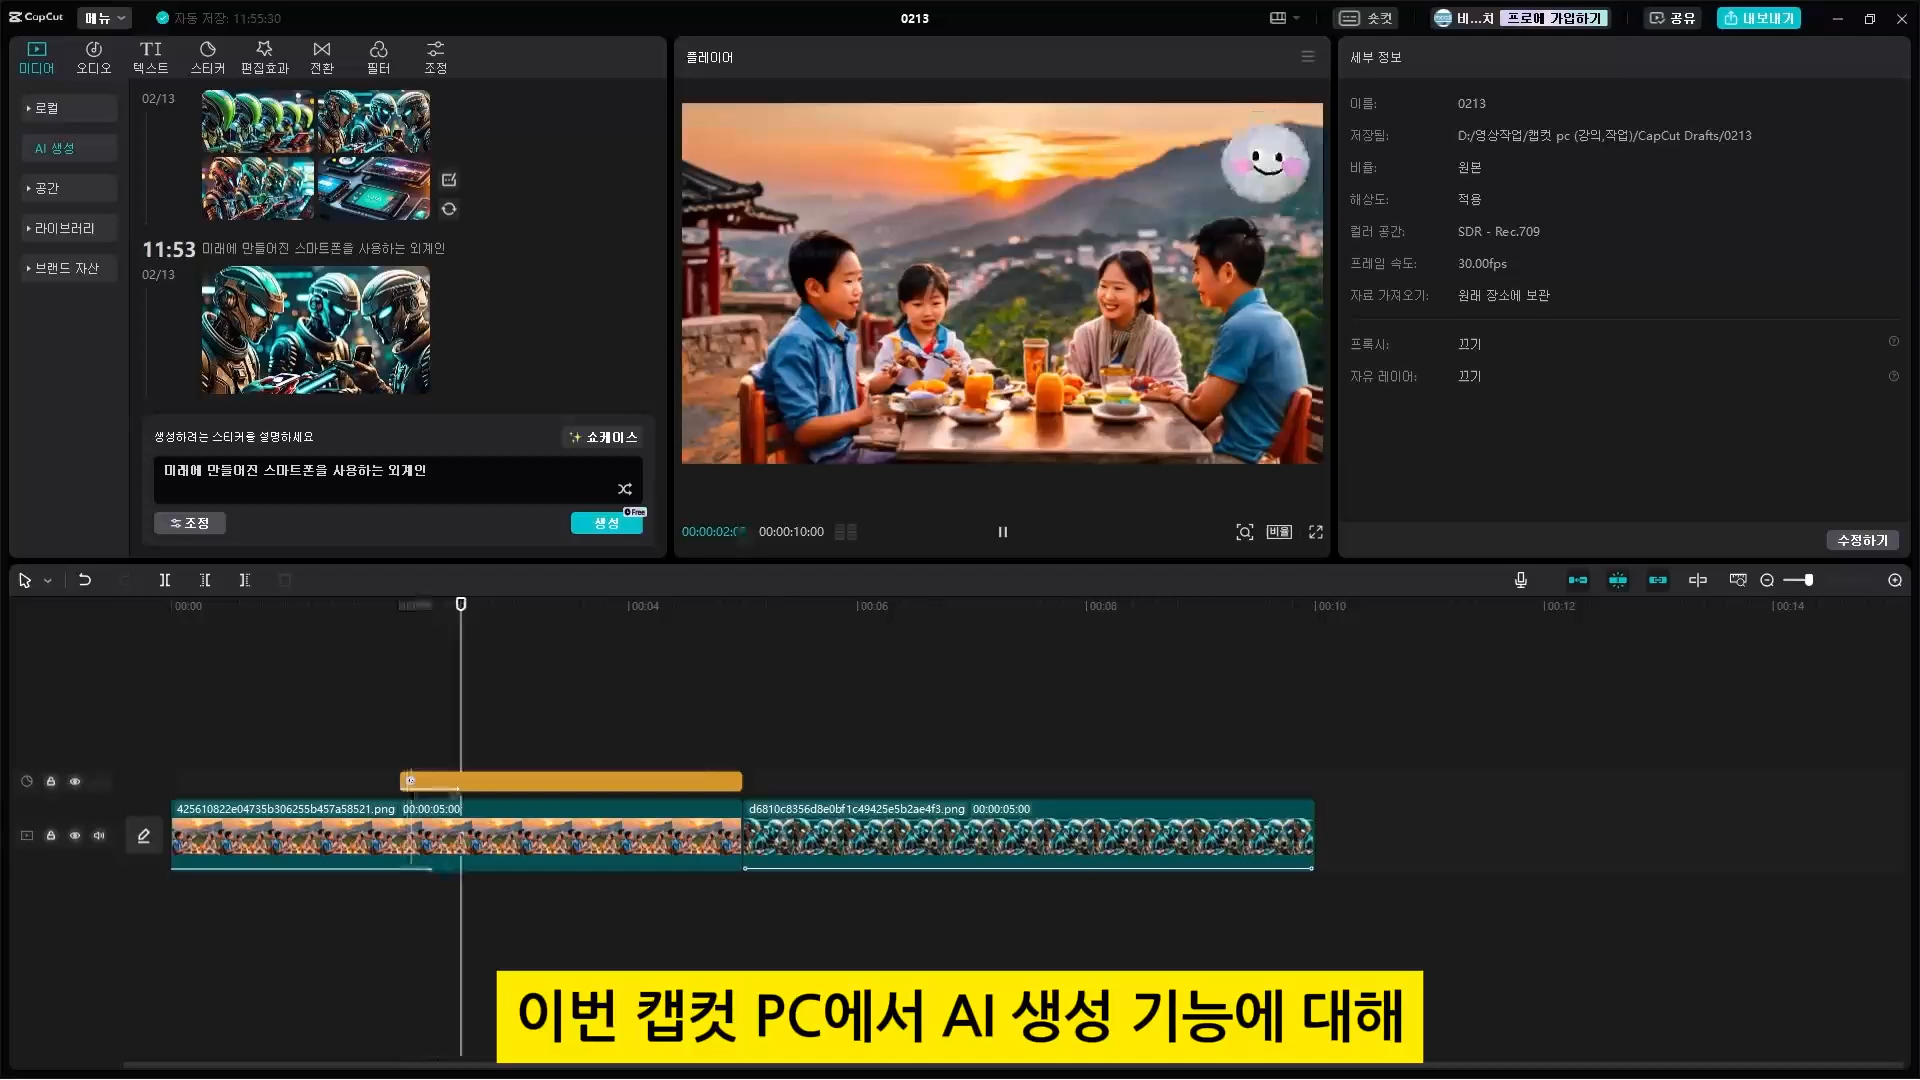 CapCut
메뉴
자동 저장: 11:55:30
0213
숏컷
비...치
프로에 가입하기
공유
내보내기
미디어
오디오
텍스트
스티커
편집효과
전환
필터
조정
로컬
AI 생성
공간
라이브러리
브랜드 자산
02/13
11:53
미래에 만들어진 스마트폰을 사용하는 외계인
02/13
생성하려는 스티커를 설명하세요
쇼케이스
미래에 만들어진 스마트폰을 사용하는 외계인
조정
Free
생성
플레이어
00:00:10:00
비율
세부 정보
이름:
0213
저장됨:
D:/영상작업/캡컷 pc (강의,작업)/CapCut Drafts/0213
비율:
원본
해상도:
적용
컬러 공간:
SDR - Rec.709
프레임 속도:
30.00fps
자료 가져오기:
원래 장소에 보관
프록시:
끄기
자유 레이어:
끄기
수정하기
00:00
00:04
00:06
00:08
00:10
00:12
00:14
425610822e04735b306255b457a58521.png 00:00:05:00
d6810c8356d8e0bf1c49425e5b2ae4f3.png 00:00:05:00
이번 캡컷 PC에서 AI 생성 기능에 대해